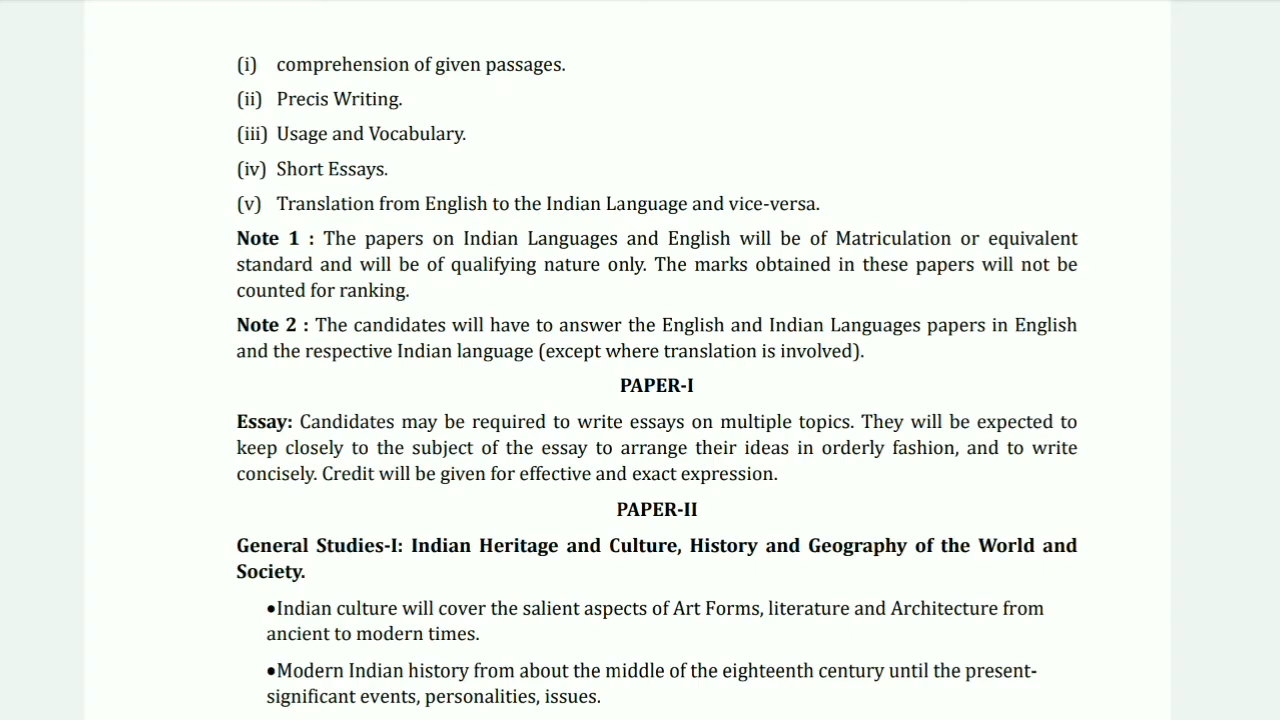 (i) comprehension of given passages.
(ii) Precis Writing.
(iii) Usage and Vocabulary.
(iv) Short Essays.
(v) Translation from English to the Indian Language and vice-versa.
Note 1 : The papers on Indian Languages and English will be of Matriculation or equivalent
standard and will be of qualifying nature only. The marks obtained in these papers will not be
counted for ranking.
Note 2 : The candidates will have to answer the English and Indian Languages papers in English
and the respective Indian language (except where translation is involved).
PAPER-I
Essay: Candidates may be required to write essays on multiple topics. They will be expected to
keep closely to the subject of the essay to arrange their ideas in orderly fashion, and to write
concisely. Credit will be given for effective and exact expression.
PAPER-II
General Studies-I: Indian Heritage and Culture, History and Geography of the World and
Society.
•Indian culture will cover the salient aspects of Art Forms, literature and Architecture from
ancient to modern times.
•Modern Indian history from about the middle of the eighteenth century until the present-
significant events, personalities, issues.